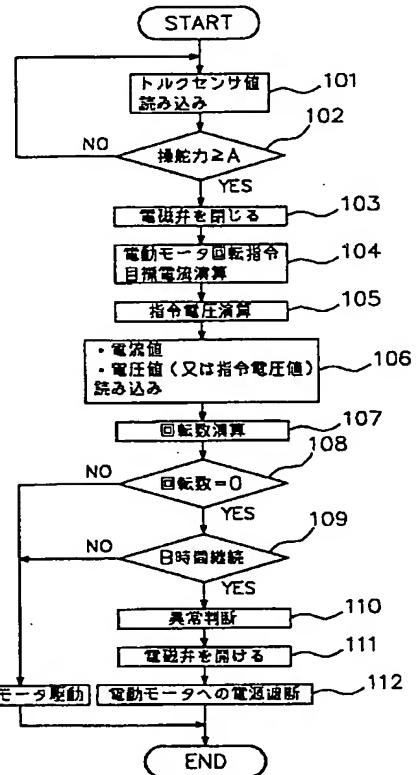 START
トルクセンサ値
読み込み
101
102
操舵力≥A
NO
YES
電磁弁を閉じる
103
電動モータ回転指令
目標電流演算
104
指令電圧演算
105
・電流値
・電圧値(又は指令電圧値)
読み込み
106
回転数演算
107
108
NO
回転数=0
YES
109
NO
B時間継続
YES
異常判断
110
電磁弁を開ける
111
モータ駆動
電動モータへの電源遮断
112
END